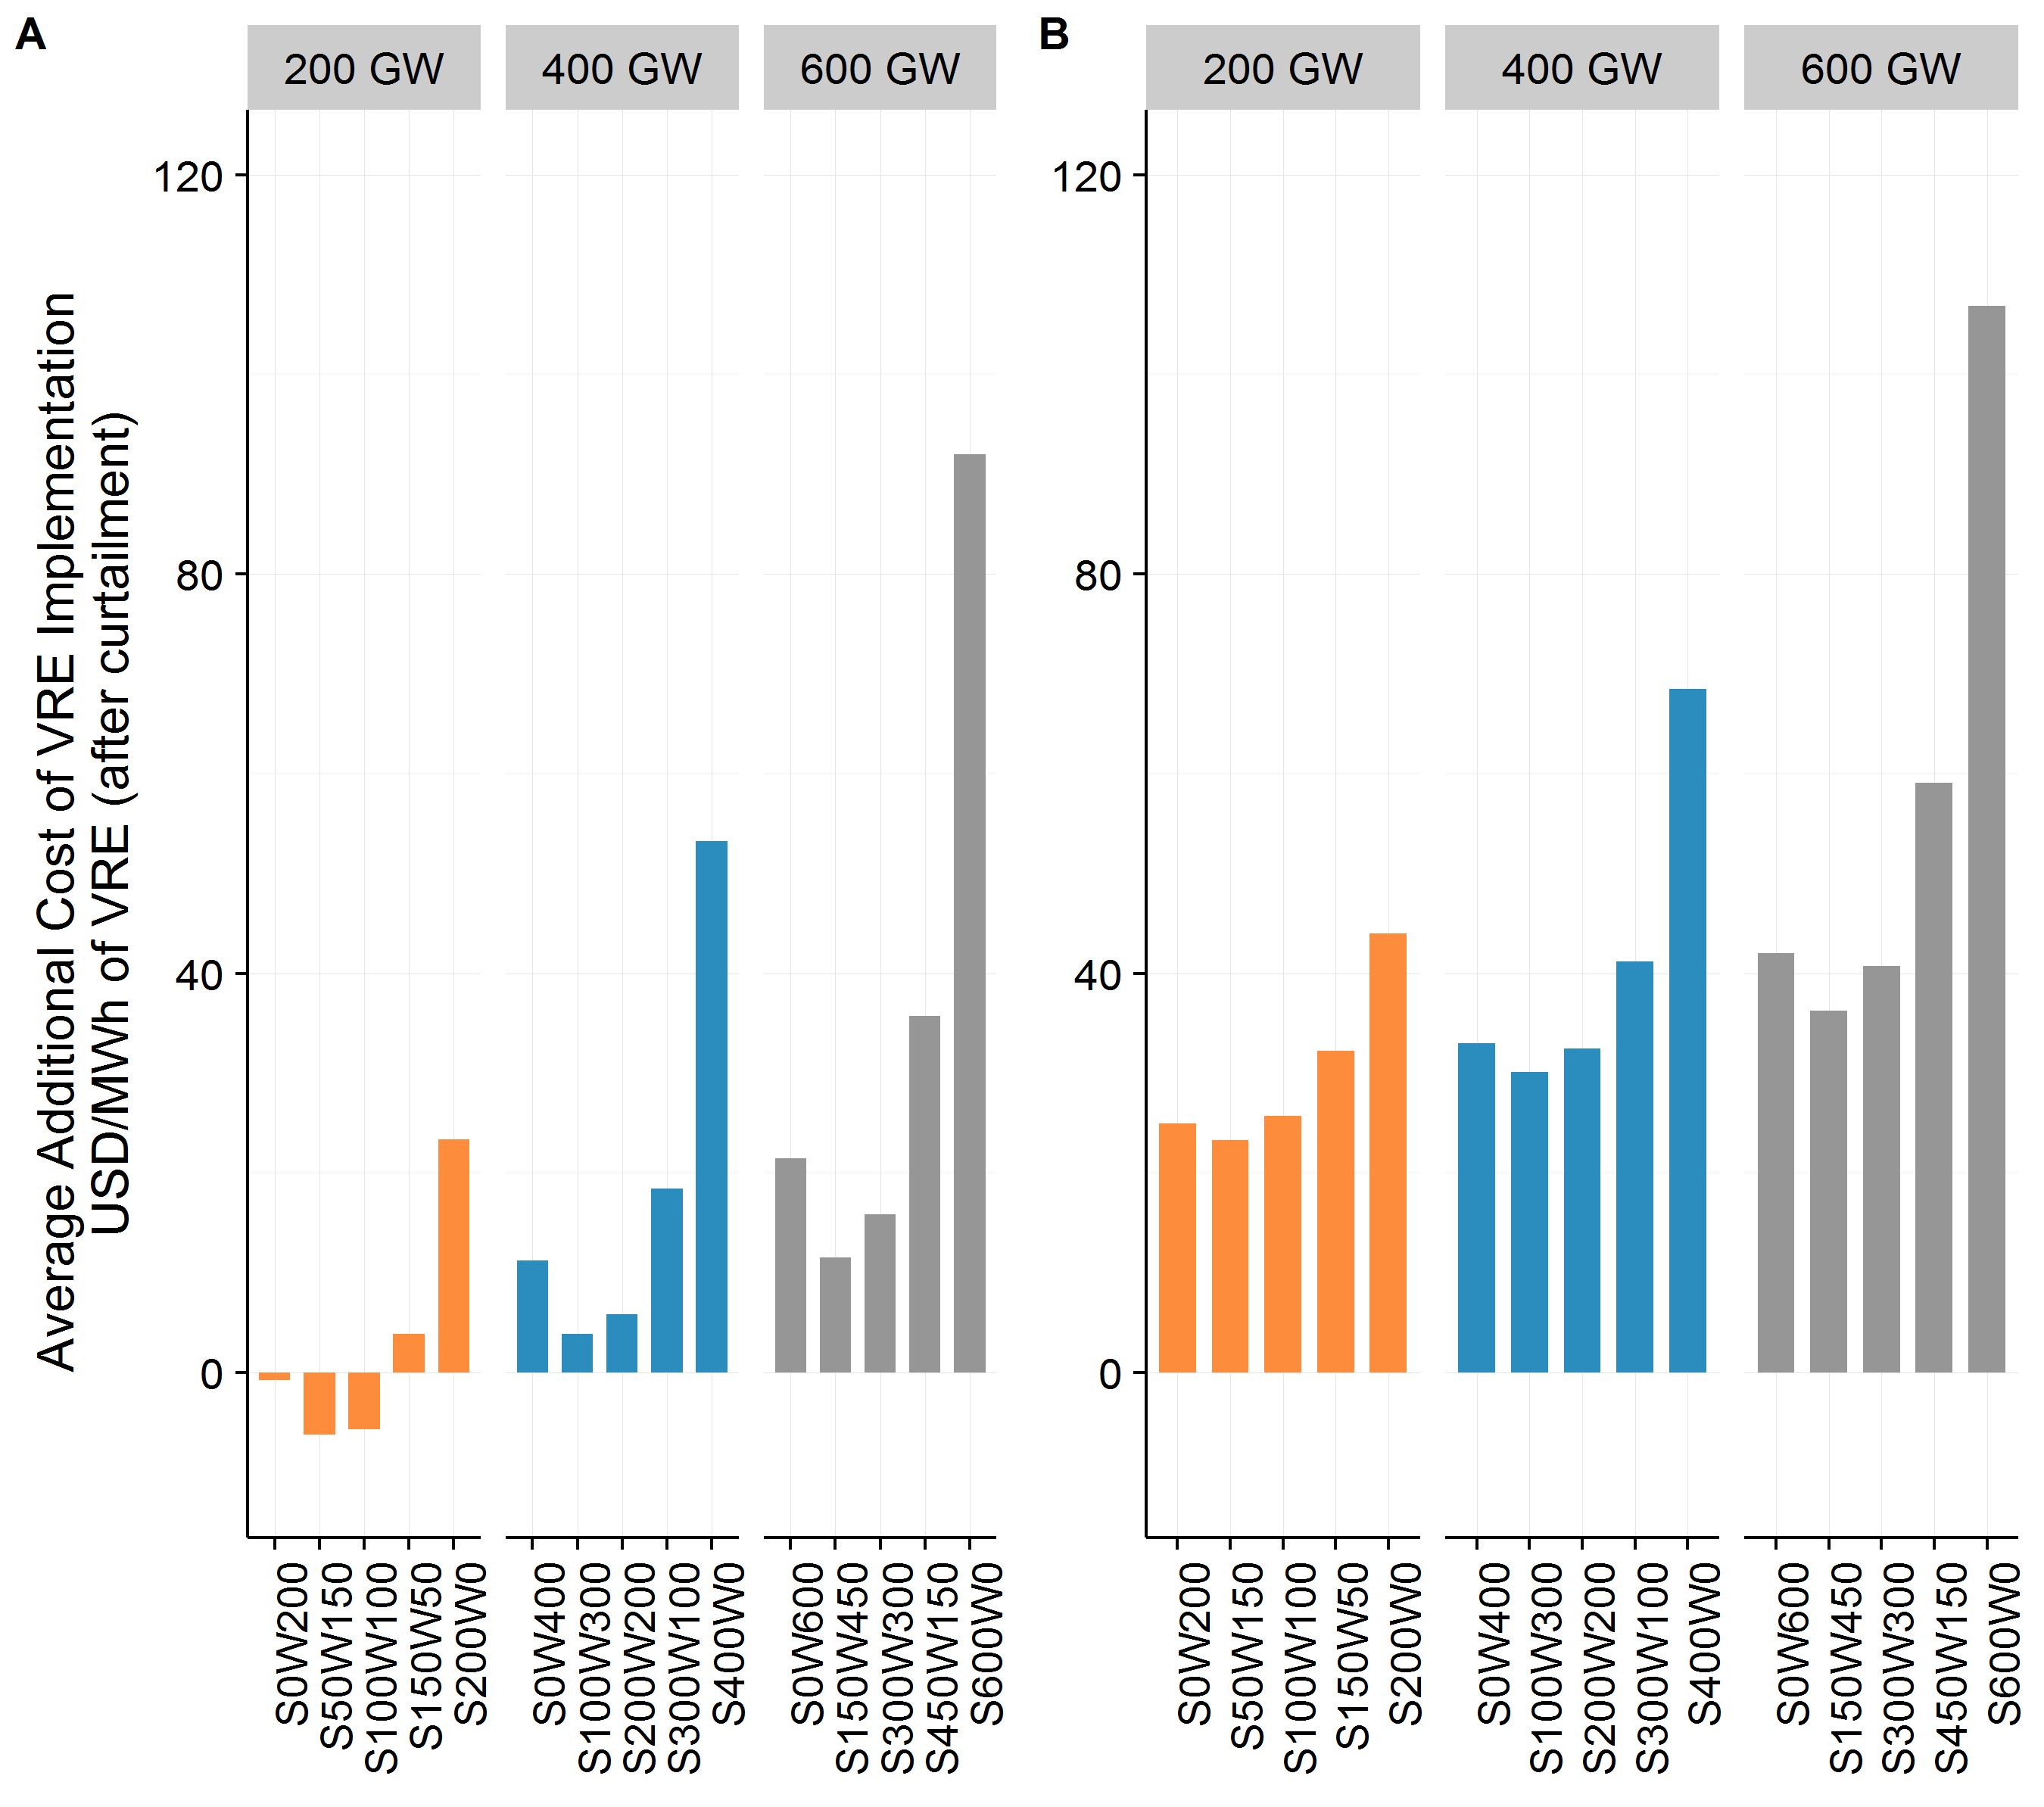 A
200 GW
400 GW
600 GW
Average Additional Cost of VRE Implementation
USD/MWh of VRE (after curtailment)
120
80
40
0
S0W200
S50W150
S100W100
S150W50
S200W0
S0W400
S100W300
S200W200
S300W100
S400W0
S0W600
S150W450
S300W300
S450W150
S600W0
B
200 GW
400 GW
600 GW
120
80
40
0
S0W200
S50W150
S100W100
S150W50
S200W0
S0W400
S100W300
S200W200
S300W100
S400W0
S0W600
S150W450
S300W300
S450W150
S600W0